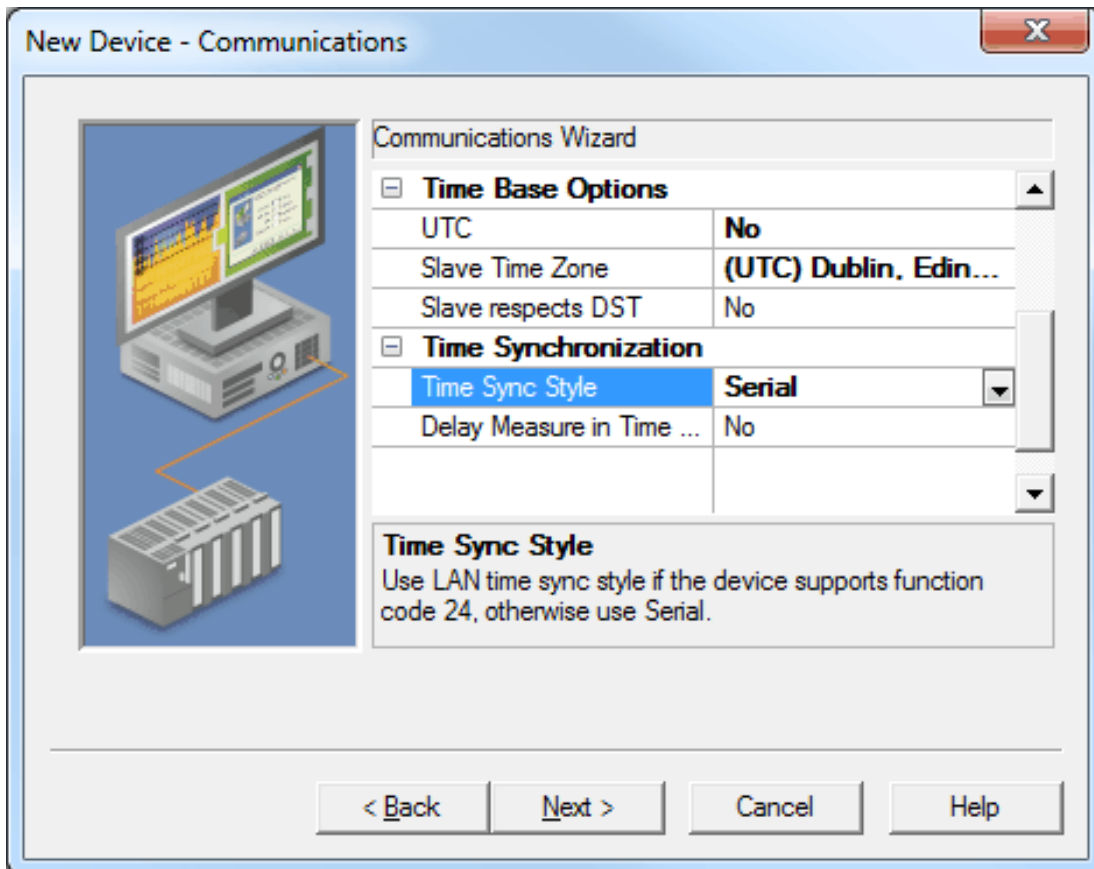 New Device - Communications
Communications Wizard
Time Base Options
UTC No
Slave Time Zone (UTC) Dublin, Edin...
Slave respects DST No
Time Synchronization
Time Sync Style Serial
Delay Measure in Time ... No
Time Sync Style
Use LAN time sync style if the device supports function
code 24, otherwise use Serial.
< Back Next > Cancel Help